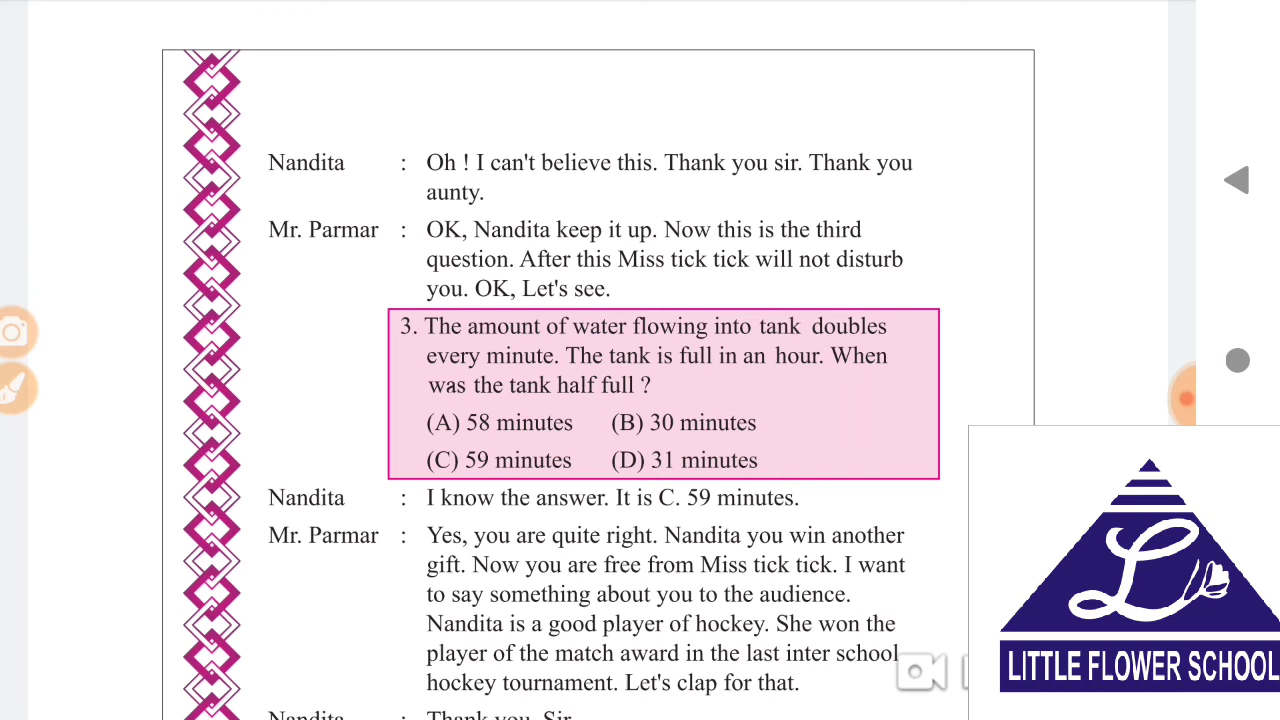 Nandita : Oh ! I can't believe this. Thank you sir. Thank you
aunty.
Mr. Parmar : OK, Nandita keep it up. Now this is the third
question. After this Miss tick tick will not disturb
you. OK, Let's see.
3. The amount of water flowing into tank doubles
every minute. The tank is full in an hour. When
was the tank half full ?
(A) 58 minutes (B) 30 minutes
(C) 59 minutes (D) 31 minutes
Nandita : I know the answer. It is C. 59 minutes.
Mr. Parmar : Yes, you are quite right. Nandita you win another
gift. Now you are free from Miss tick tick. I want
to say something about you to the audience.
Nandita is a good player of hockey. She won the
player of the match award in the last inter school
hockey tournament. Let's clap for that.
Nandita : Thank you, Sir.
L
LITTLE FLOWER SCHOOL